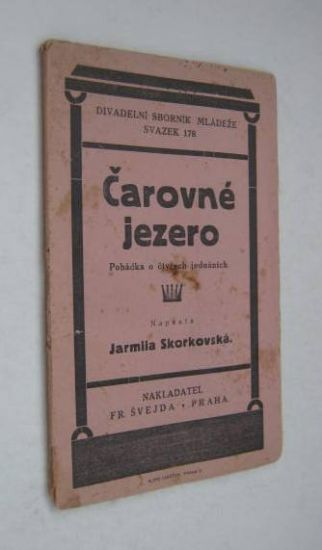 DIVADELNÍ SBORNÍK MLÁDEŽE
SVAZEK 178
Čarovné
jezero
Pohádka o čtyřech jednáních
Napsala
Jarmila Skorkovská.
NAKLADATEL
FR ŠVEJDA • PRAHA